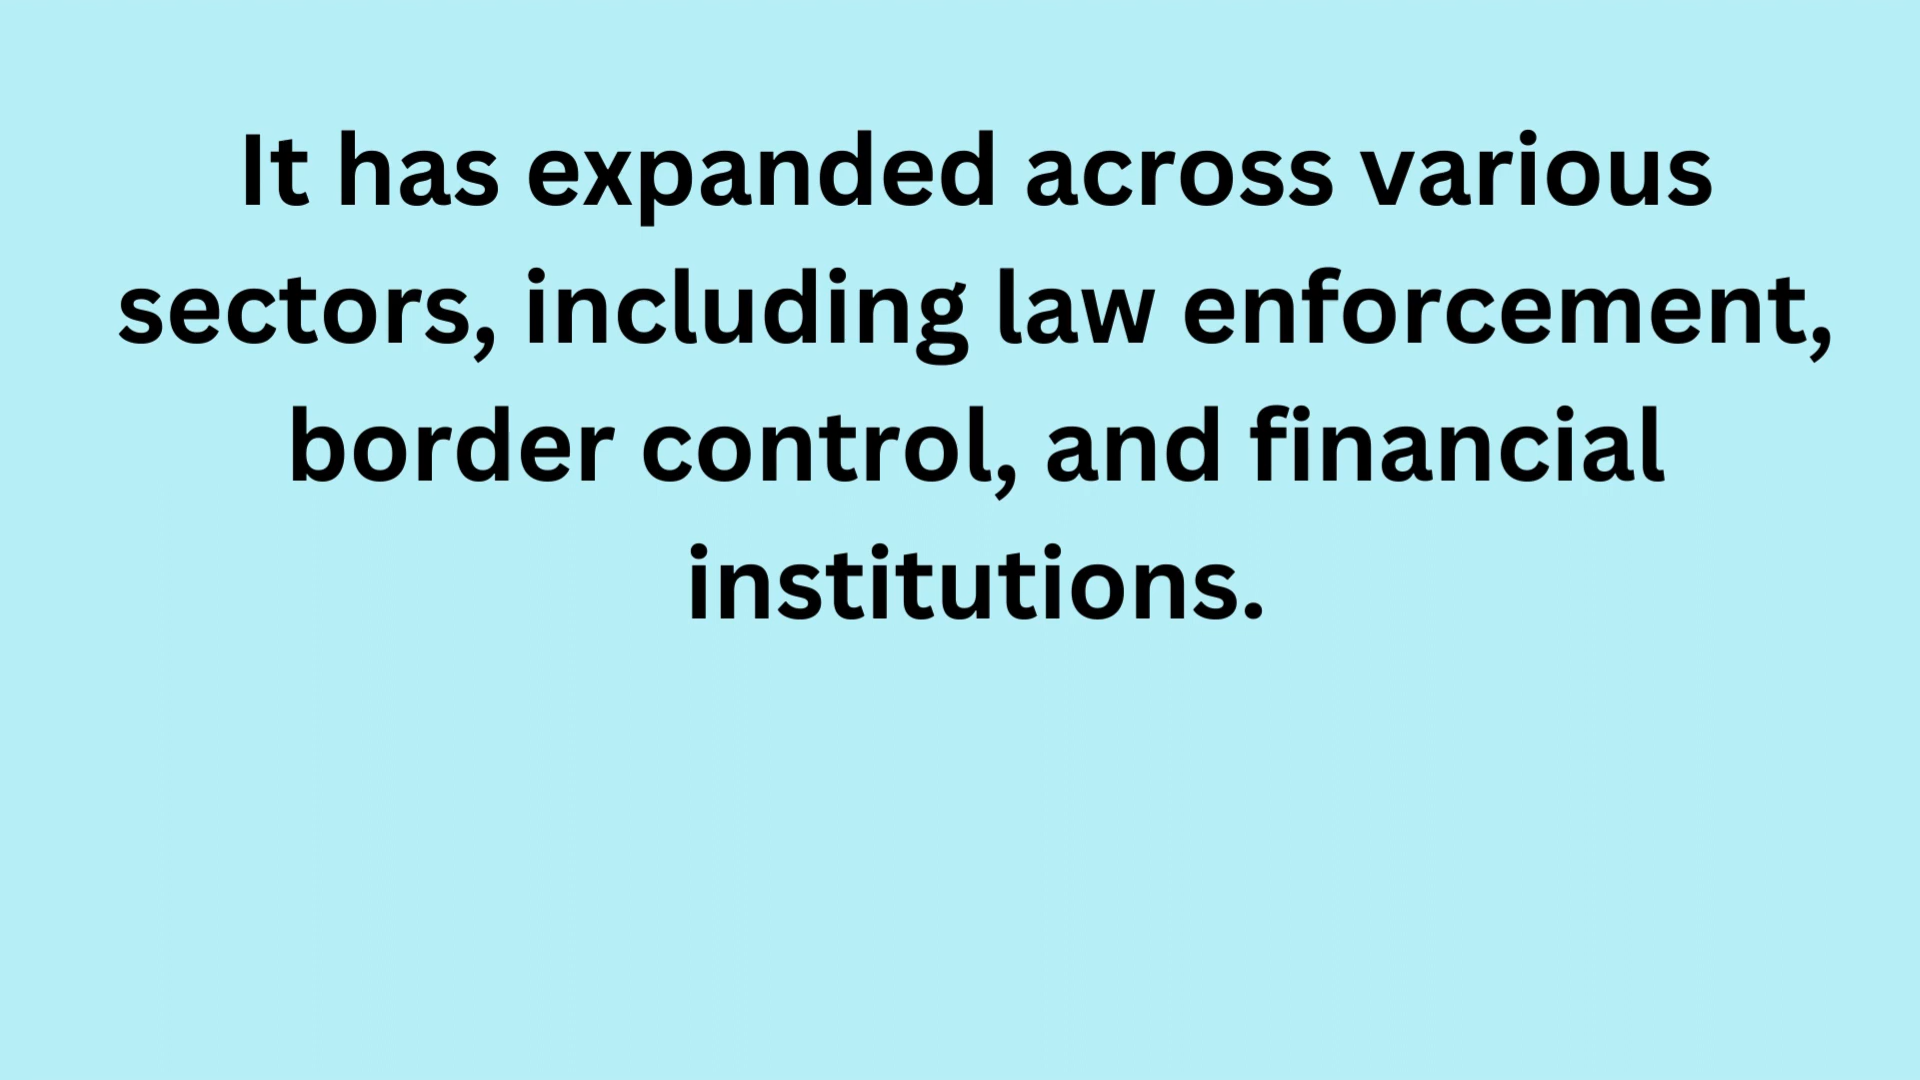 It has expanded across various
sectors, including law enforcement,
border control, and financial
institutions.